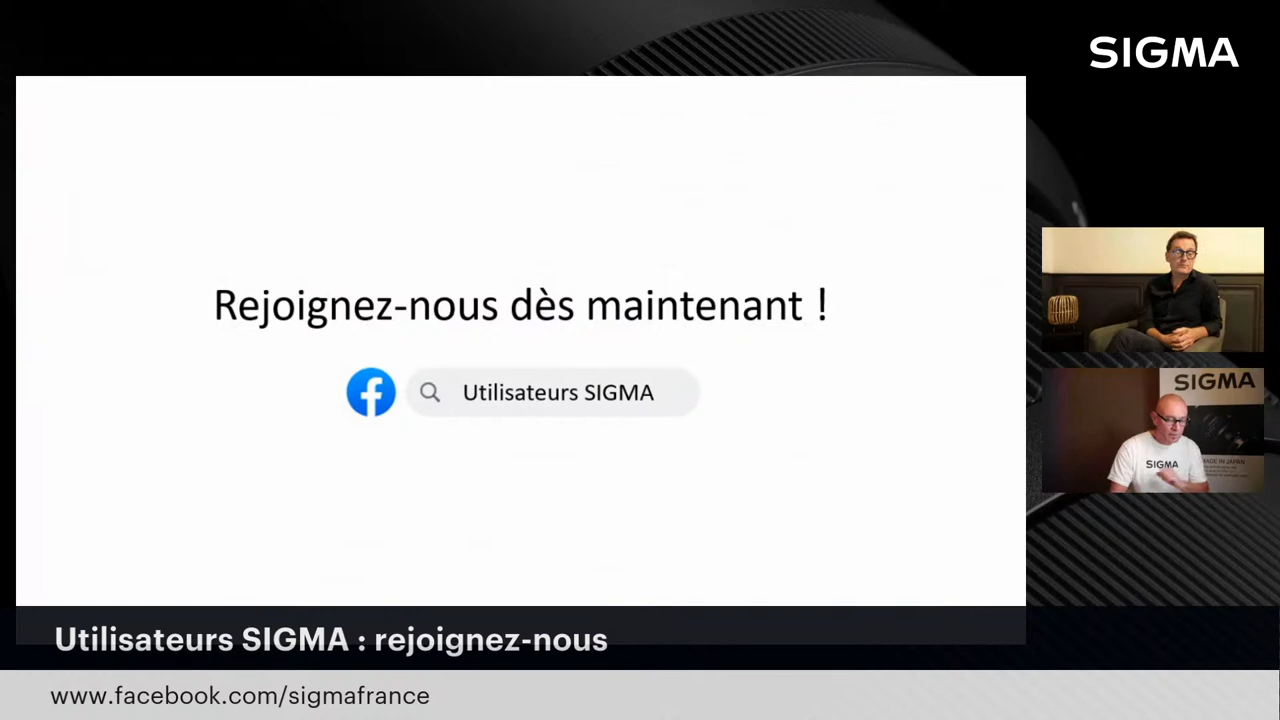 SIGMA
Rejoignez-nous dès maintenant !
Utilisateurs SIGMA
SIGMA
SIGMA
Utilisateurs SIGMA : rejoignez-nous
www.facebook.com/sigmafrance